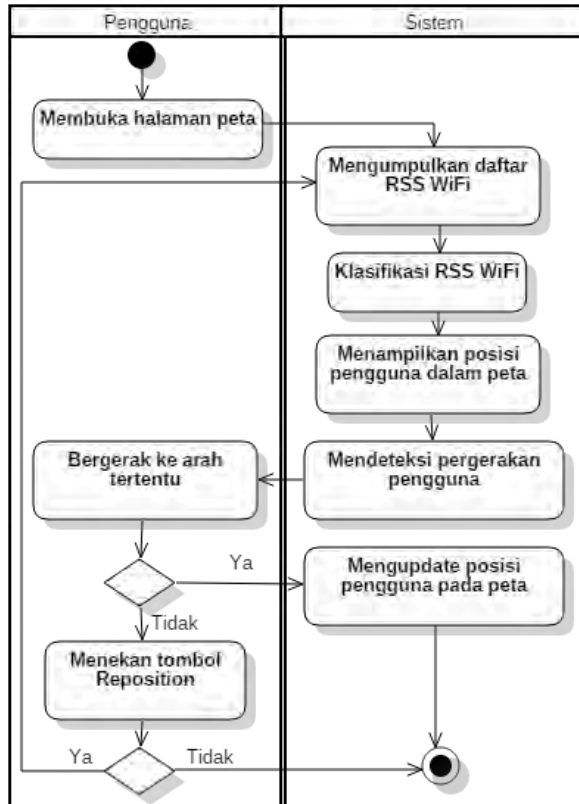 Pengguna
Sistem
Membuka halaman peta
Mengumpulkan daftar
RSS WiFi
Klasifikasi RSS WiFi
Menampilkan posisi
pengguna dalam peta
Bergerak ke arah
tertentu
Mendeteksi pergerakan
pengguna
Ya
Mengupdate posisi
pengguna pada peta
Tidak
Menekan tombol
Reposition
Ya
Tidak